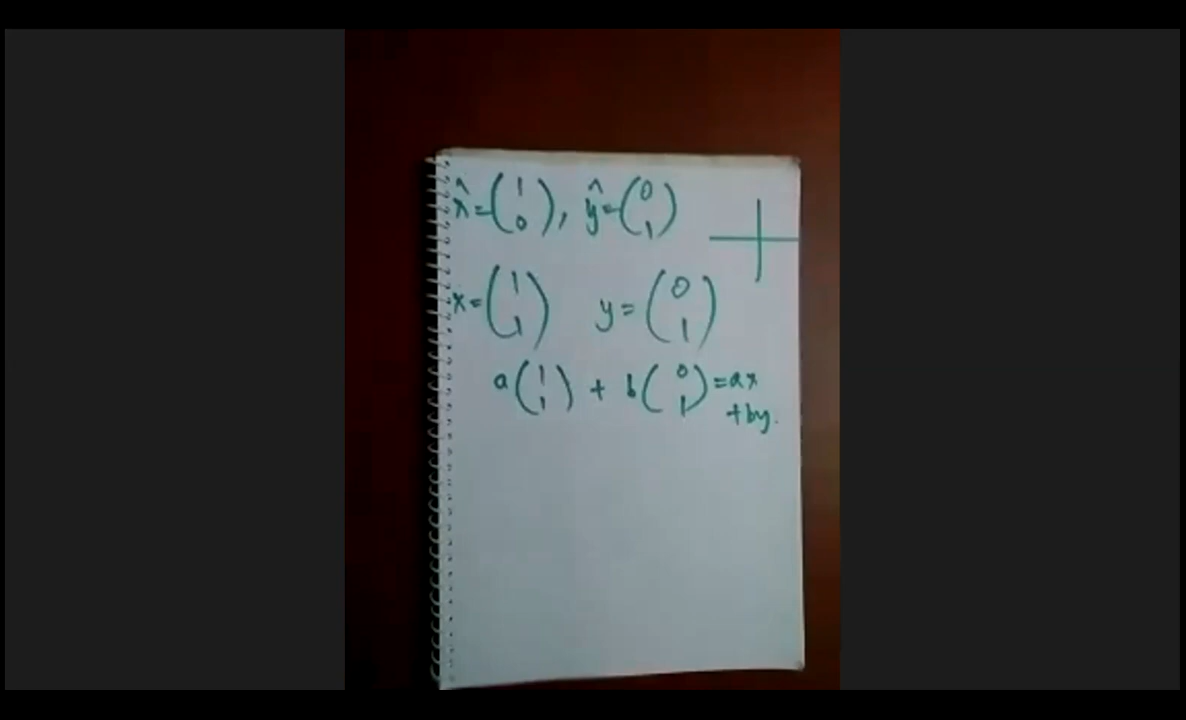 x̂ = (1 0), ŷ = (0 1)
x = (1 1) y = (0 1)
a(1 1) + b(0 1) = ax
+ by.